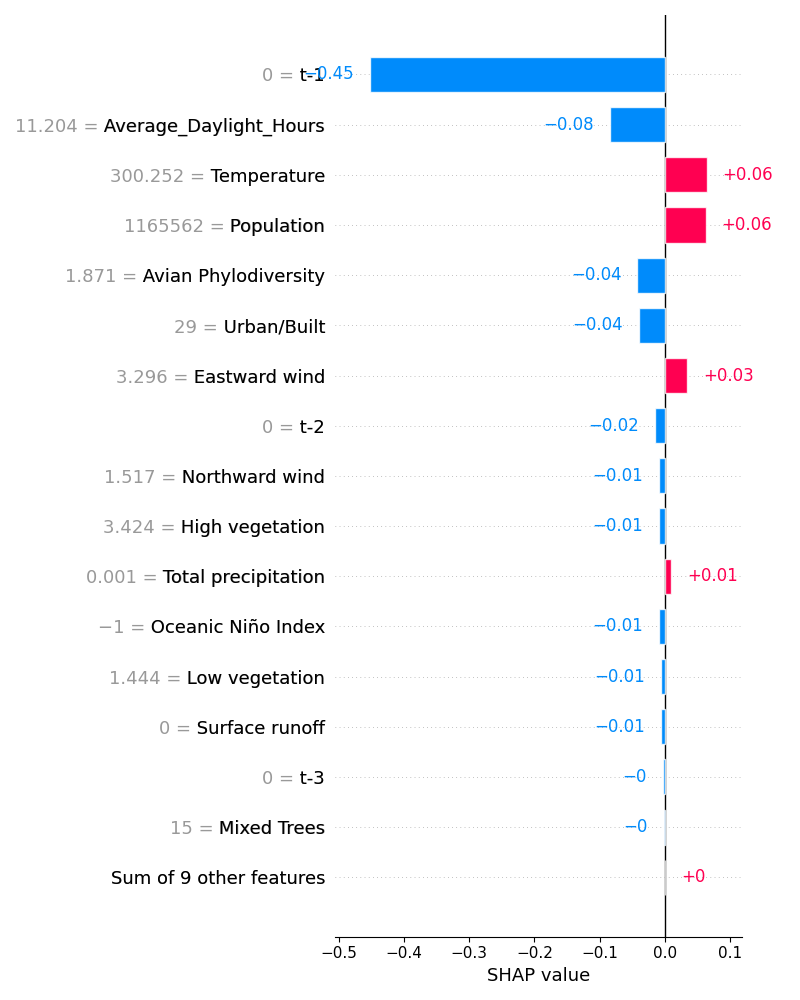 0 = t-1 −0.45
11.204 = Average_Daylight_Hours −0.08
300.252 = Temperature +0.06
1165562 = Population +0.06
1.871 = Avian Phylodiversity −0.04
29 = Urban/Built −0.04
3.296 = Eastward wind +0.03
0 = t-2 −0.02
1.517 = Northward wind −0.01
3.424 = High vegetation −0.01
0.001 = Total precipitation +0.01
−1 = Oceanic Niño Index −0.01
1.444 = Low vegetation −0.01
0 = Surface runoff −0.01
0 = t-3 −0
15 = Mixed Trees −0
Sum of 9 other features +0
−0.5 −0.4 −0.3 −0.2 −0.1 0.0 0.1
SHAP value